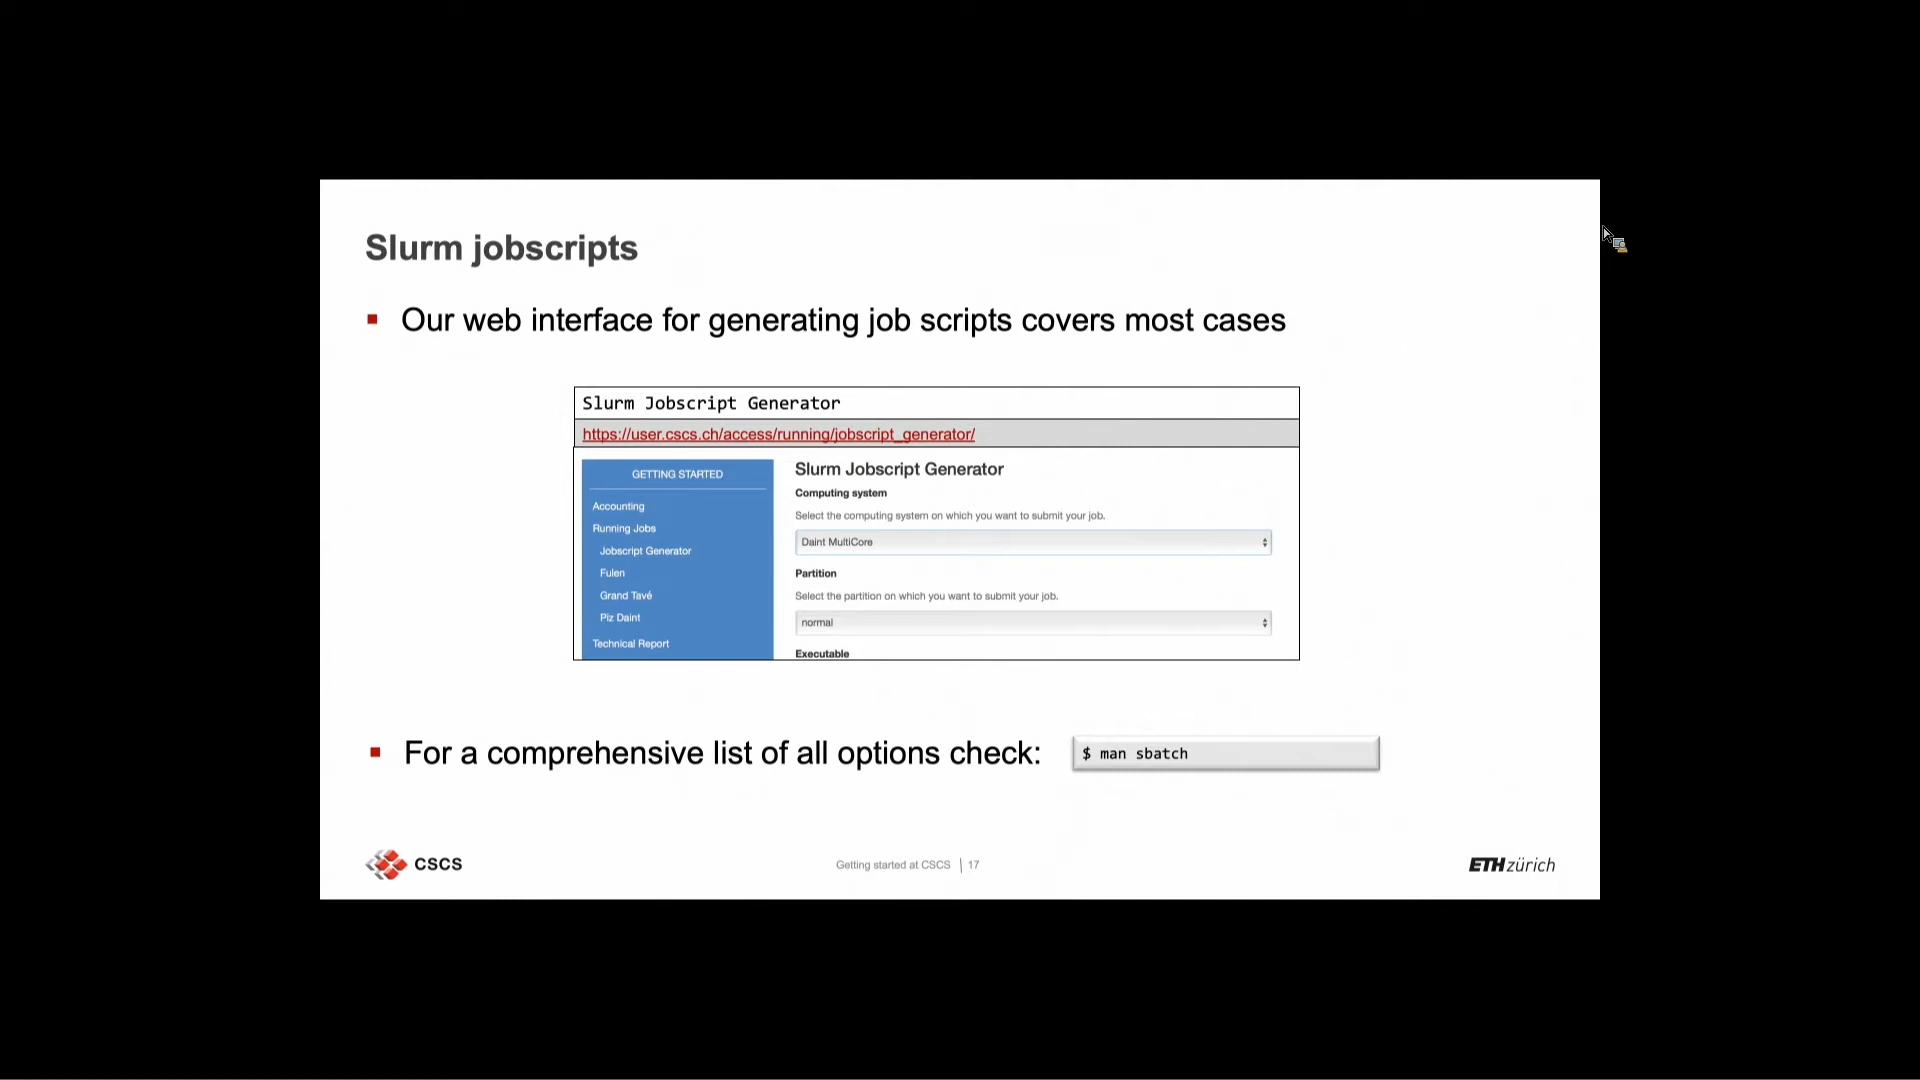 Slurm jobscripts
Our web interface for generating job scripts covers most cases
Slurm Jobscript Generator
https://user.cscs.ch/access/running/jobscript_generator/
GETTING STARTED
Accounting
Running Jobs
Jobscript Generator
Fulen
Grand Tavé
Piz Daint
Technical Report
Slurm Jobscript Generator
Computing system
Select the computing system on which you want to submit your job.
Daint MultiCore
Partition
Select the partition on which you want to submit your job.
normal
Executable
For a comprehensive list of all options check:
$ man sbatch
CSCS
Getting started at CSCS | 17
ETH zürich